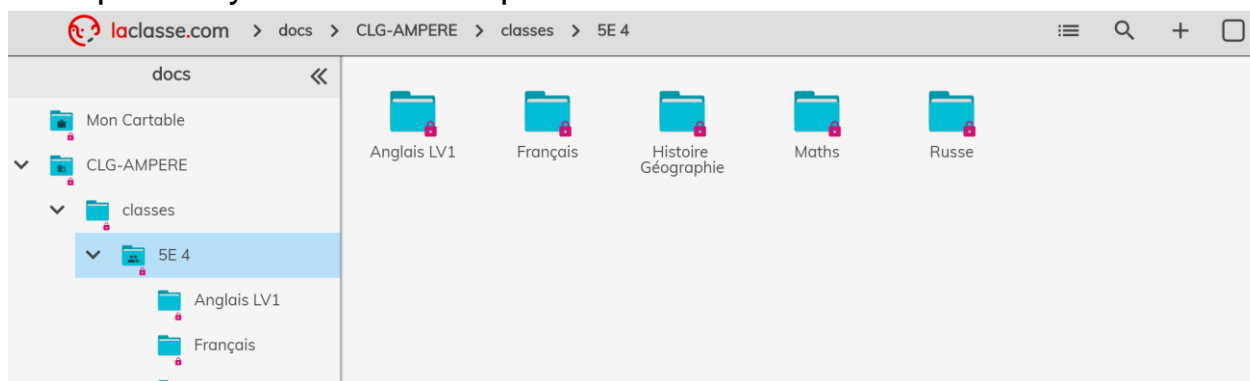 laclasse.com > docs > CLG-AMPERE > classes > 5E 4
docs
Mon Cartable
CLG-AMPERE
classes
5E 4
Anglais LV1
Français
Anglais LV1
Français
Histoire
Géographie
Maths
Russe